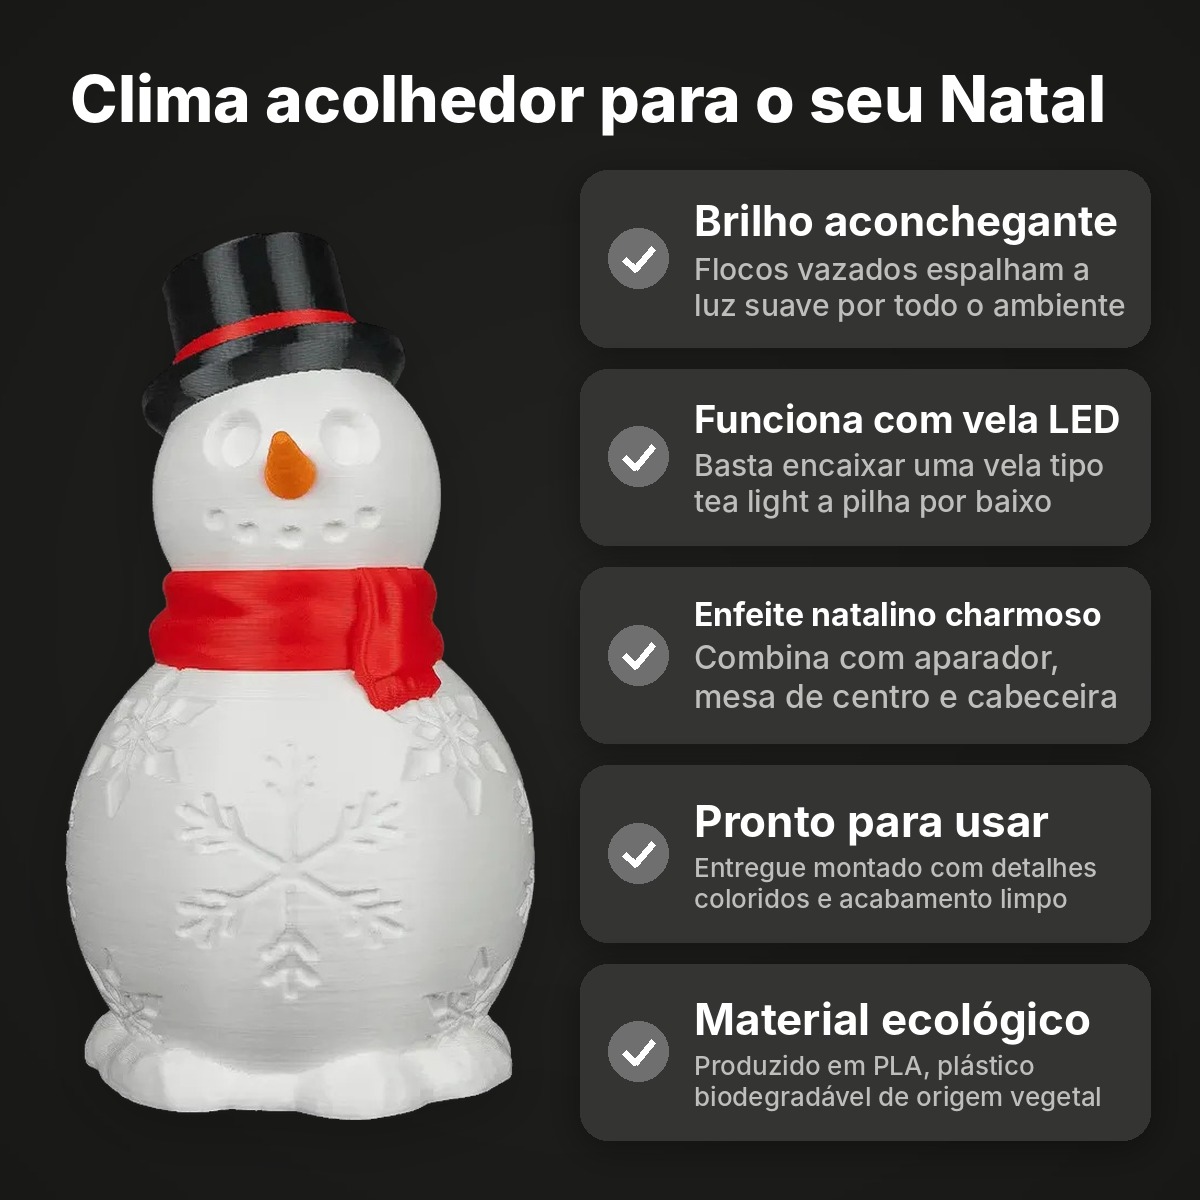 Clima acolhedor para o seu Natal
Brilho aconchegante
Flocos vazados espalham a
luz suave por todo o ambiente
Funciona com vela LED
Basta encaixar uma vela tipo
tea light a pilha por baixo
Enfeite natalino charmoso
Combina com aparador,
mesa de centro e cabeceira
Pronto para usar
Entregue montado com detalhes
coloridos e acabamento limpo
Material ecológico
Produzido em PLA, plástico
biodegradável de origem vegetal